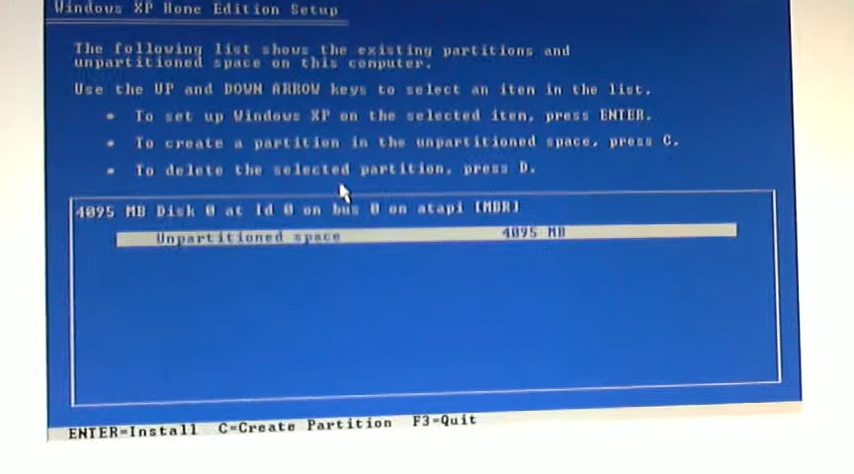 Windows XP Home Edition Setup
The following list shows the existing partitions and
unpartitioned space on this computer.
Use the UP and DOWN ARROW keys to select an item in the list.
• To set up Windows XP on the selected item, press ENTER.
• To create a partition in the unpartitioned space, press C.
• To delete the selected partition, press D.
4095 MB Disk 0 at Id 0 on bus 0 on atapi [MBR]
Unpartitioned space 4095 MB
ENTER=Install C=Create Partition F3=Quit